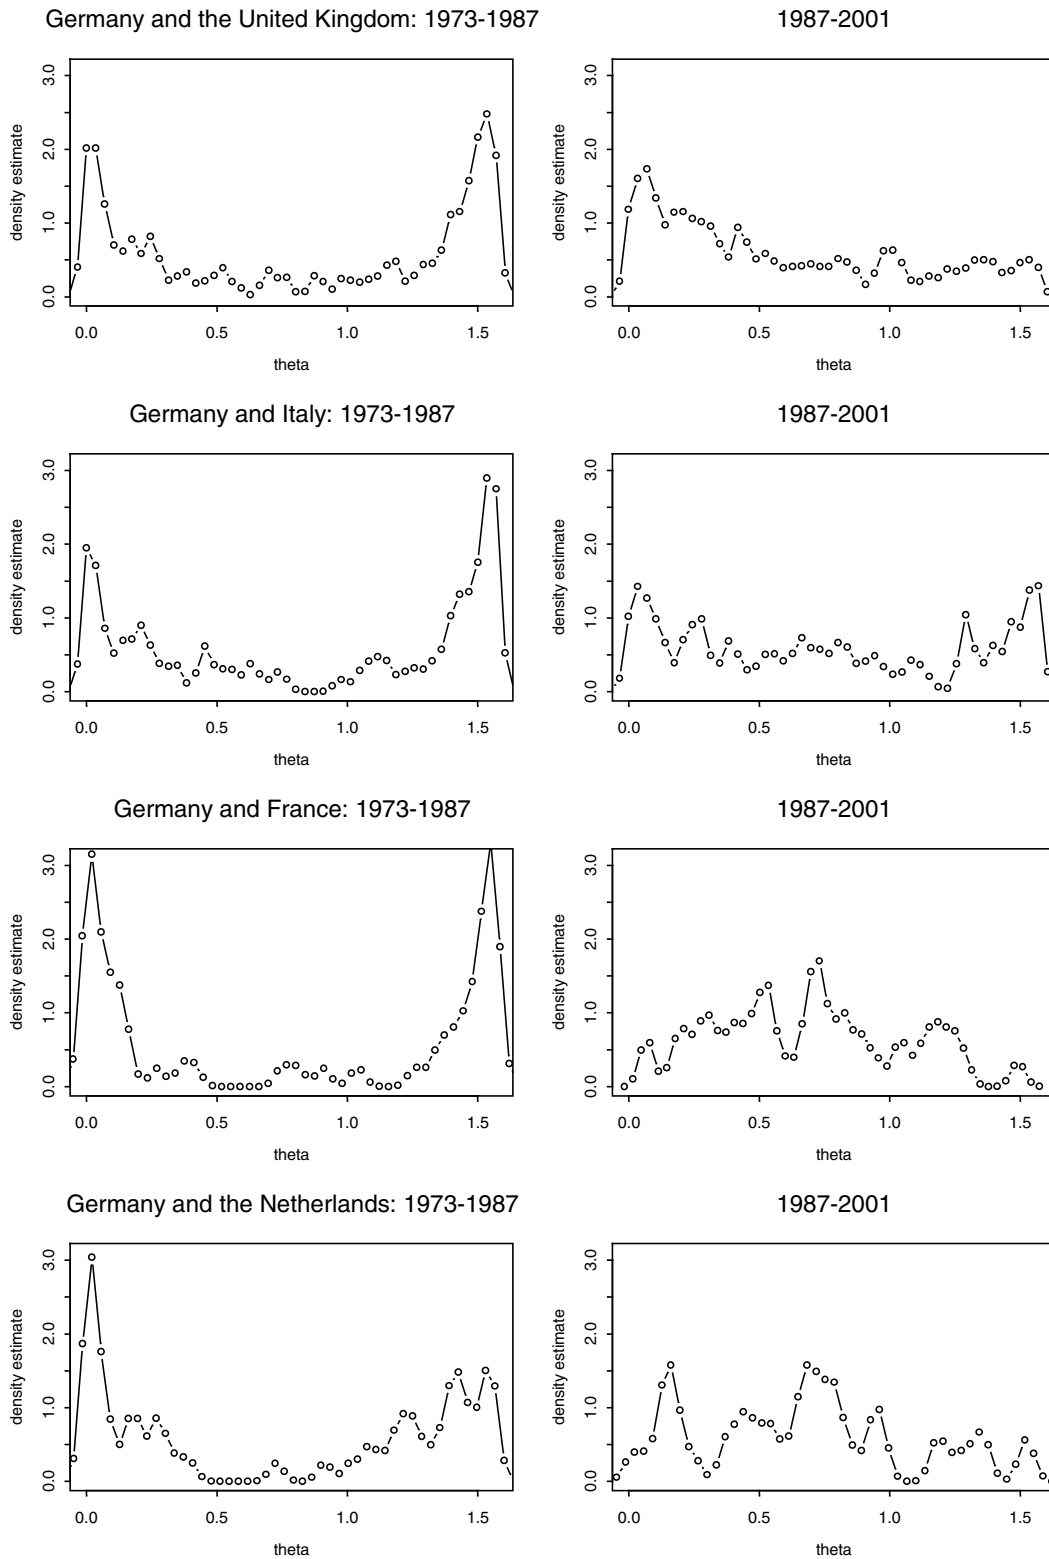 Germany and the United Kingdom: 1973-1987
1987-2001
density estimate
3.0
2.0
1.0
0.0
0.0 0.5 1.0 1.5
theta
density estimate
3.0
2.0
1.0
0.0
0.0 0.5 1.0 1.5
theta
Germany and Italy: 1973-1987
1987-2001
density estimate
3.0
2.0
1.0
0.0
0.0 0.5 1.0 1.5
theta
density estimate
3.0
2.0
1.0
0.0
0.0 0.5 1.0 1.5
theta
Germany and France: 1973-1987
1987-2001
density estimate
3.0
2.0
1.0
0.0
0.0 0.5 1.0 1.5
theta
density estimate
3.0
2.0
1.0
0.0
0.0 0.5 1.0 1.5
theta
Germany and the Netherlands: 1973-1987
1987-2001
density estimate
3.0
2.0
1.0
0.0
0.0 0.5 1.0 1.5
theta
density estimate
3.0
2.0
1.0
0.0
0.0 0.5 1.0 1.5
theta